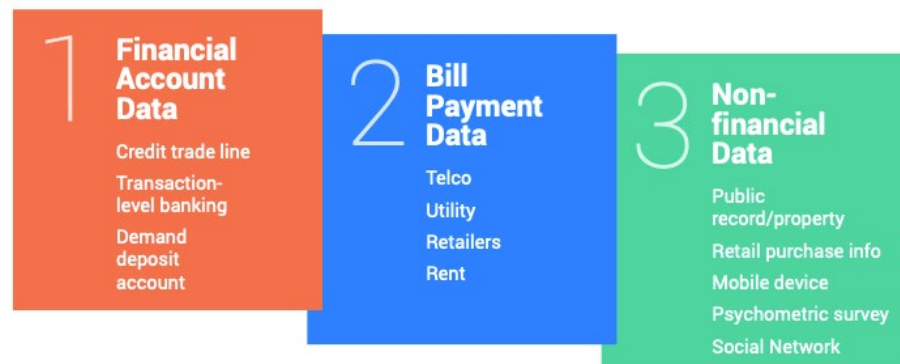 1
Financial
Account
Data
Credit trade line
Transaction-
level banking
Demand
deposit
account
2
Bill
Payment
Data
Telco
Utility
Retailers
Rent
3
Non-
financial
Data
Public
record/property
Retail purchase info
Mobile device
Psychometric survey
Social Network